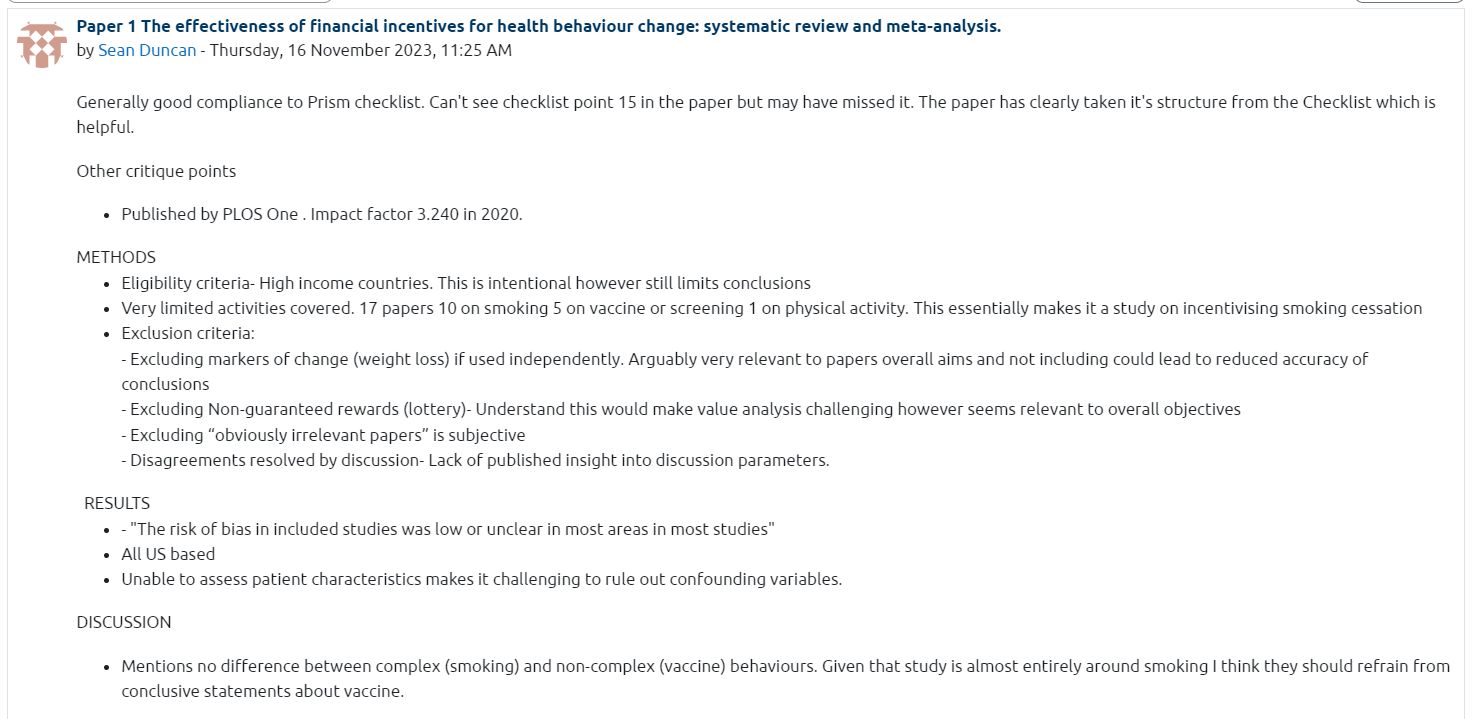 Paper 1 The effectiveness of financial incentives for health behaviour change: systematic review and meta-analysis.
by Sean Duncan - Thursday, 16 November 2023, 11:25 AM
Generally good compliance to Prism checklist. Can't see checklist point 15 in the paper but may have missed it. The paper has clearly taken it's structure from the Checklist which is
helpful.
Other critique points
• Published by PLOS One . Impact factor 3.240 in 2020.
METHODS
• Eligibility criteria- High income countries. This is intentional however still limits conclusions
• Very limited activities covered. 17 papers 10 on smoking 5 on vaccine or screening 1 on physical activity. This essentially makes it a study on incentivising smoking cessation
• Exclusion criteria:
- Excluding markers of change (weight loss) if used independently. Arguably very relevant to papers overall aims and not including could lead to reduced accuracy of
conclusions
- Excluding Non-guaranteed rewards (lottery)- Understand this would make value analysis challenging however seems relevant to overall objectives
- Excluding “obviously irrelevant papers” is subjective
- Disagreements resolved by discussion- Lack of published insight into discussion parameters.
RESULTS
• - "The risk of bias in included studies was low or unclear in most areas in most studies"
• All US based
• Unable to assess patient characteristics makes it challenging to rule out confounding variables.
DISCUSSION
• Mentions no difference between complex (smoking) and non-complex (vaccine) behaviours. Given that study is almost entirely around smoking I think they should refrain from
conclusive statements about vaccine.